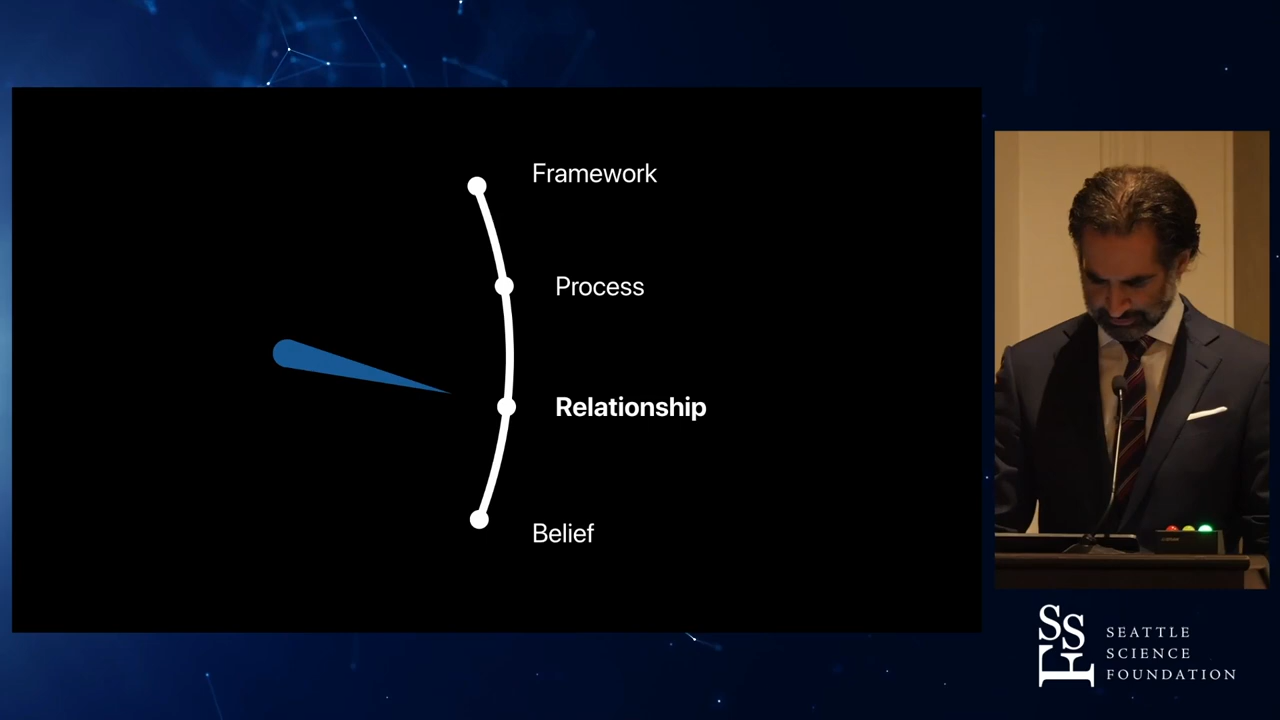 Framework
Process
Relationship
Belief
SSF
SEATTLE
SCIENCE
FOUNDATION